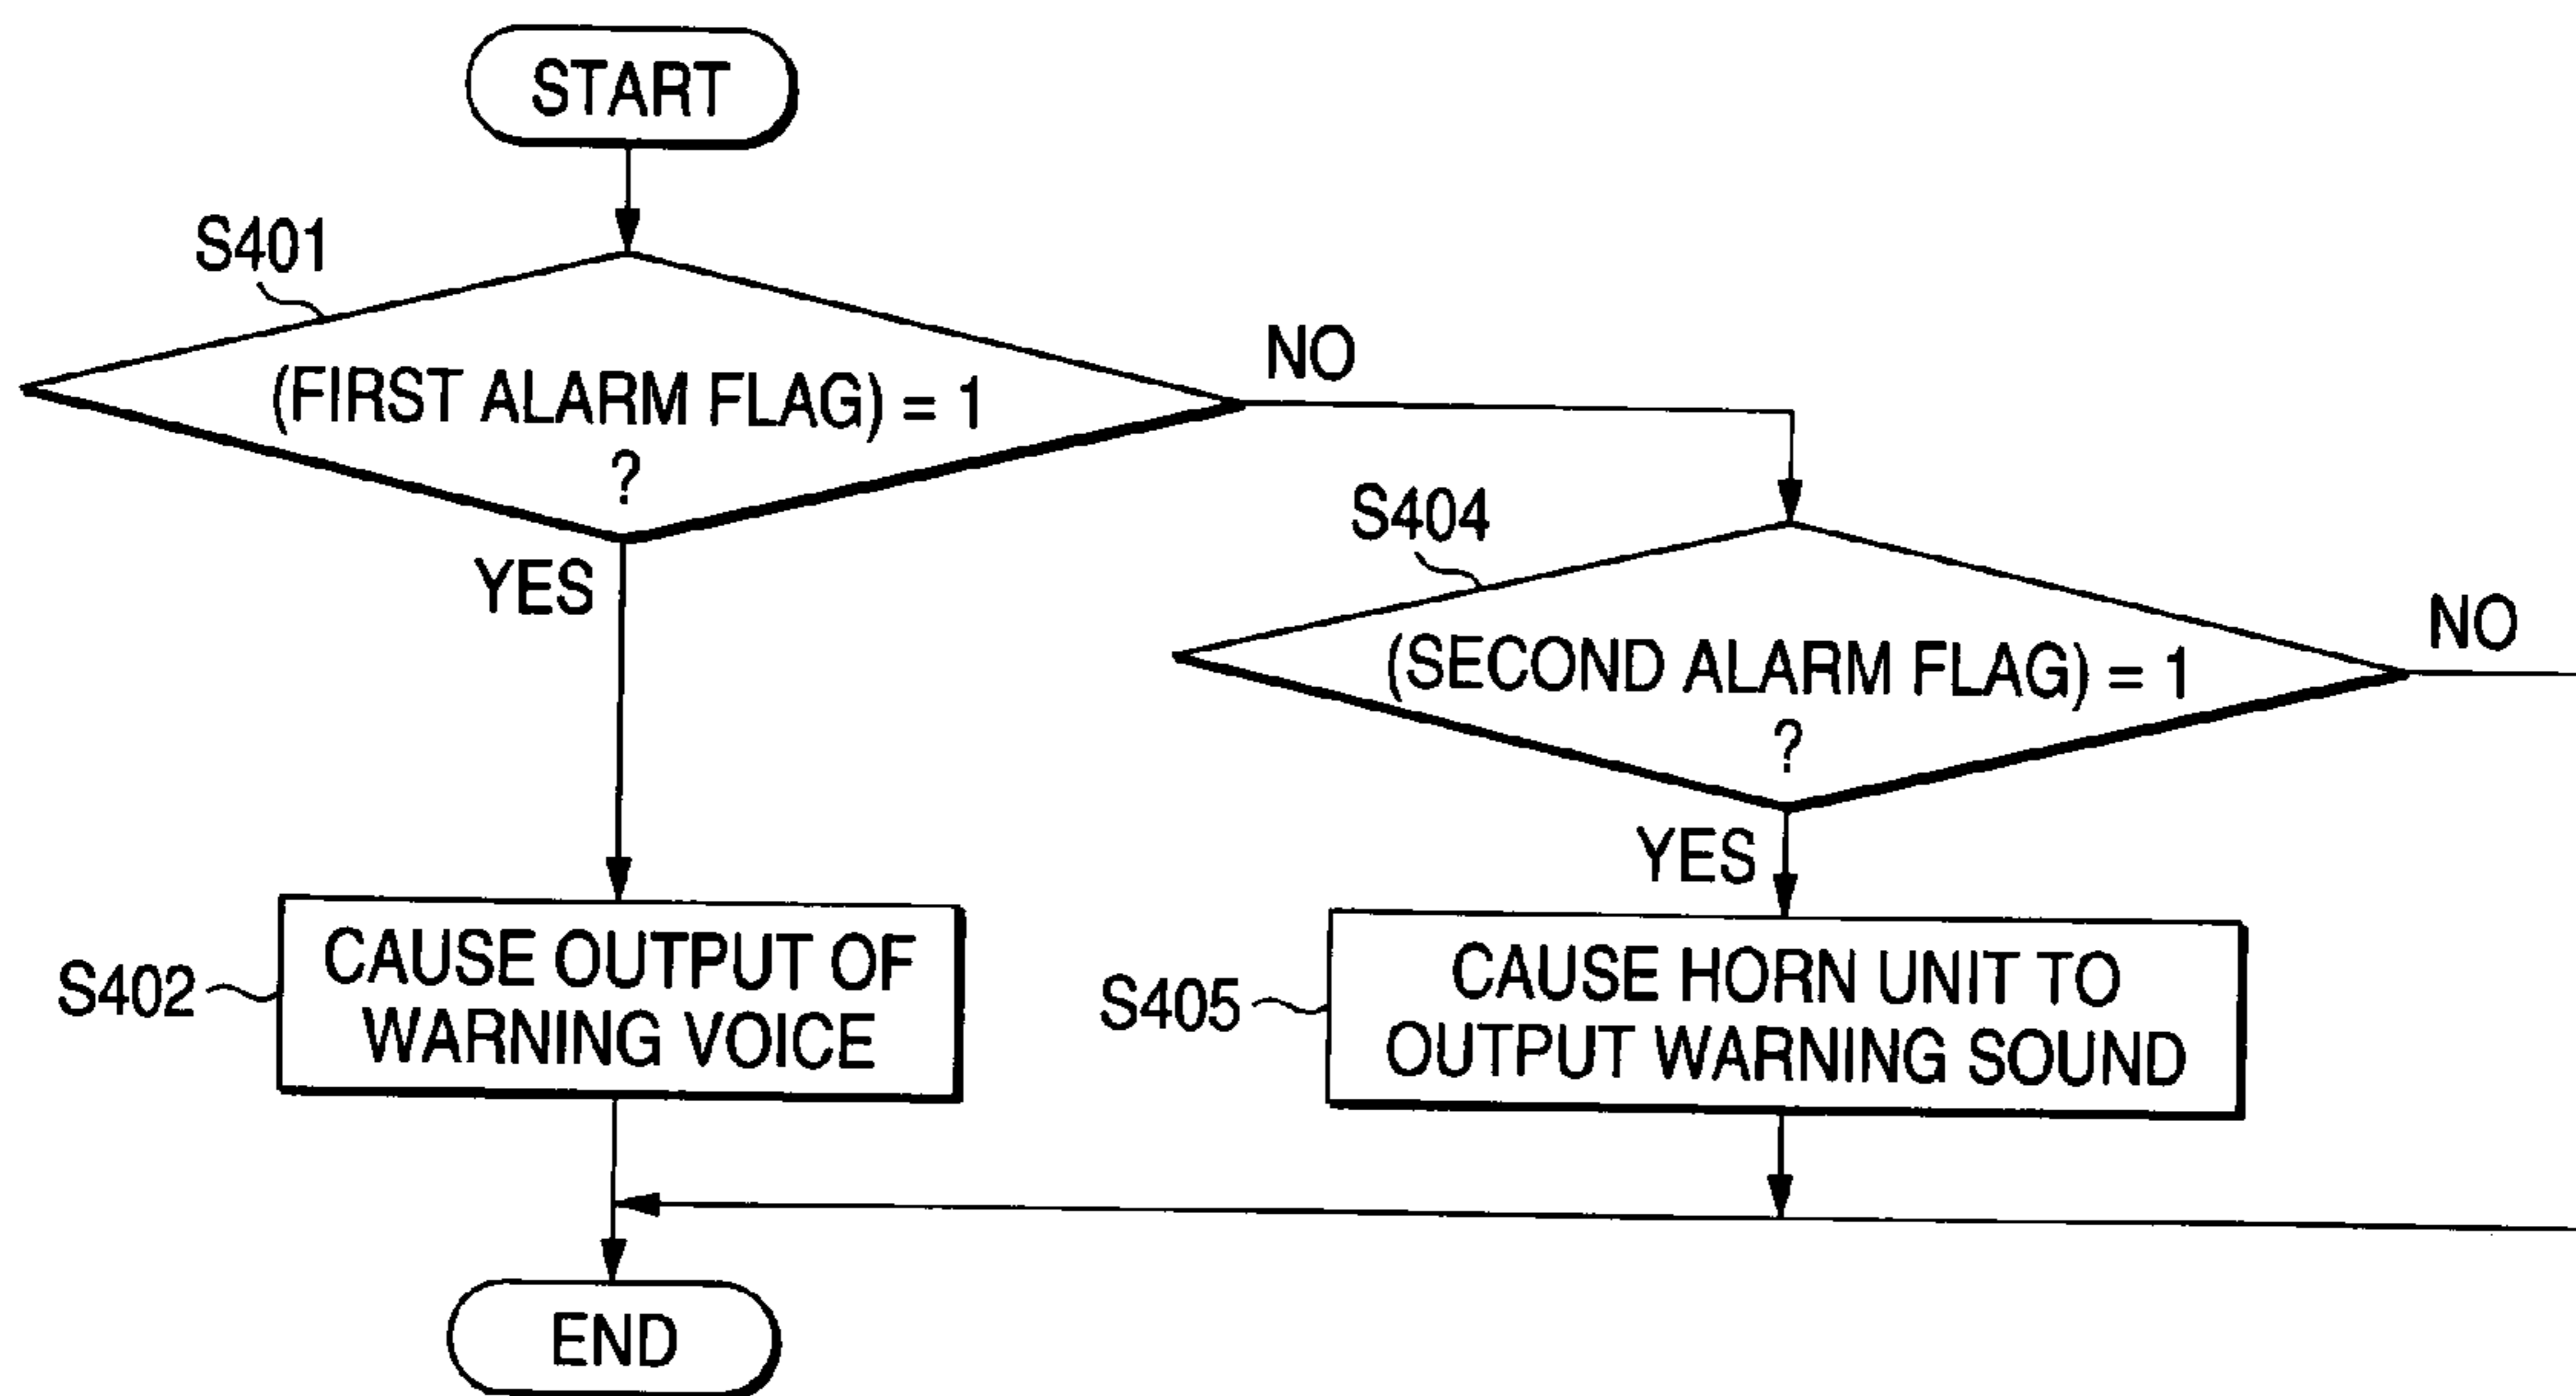 START
S401
(FIRST ALARM FLAG) = 1
?
NO
YES
S404
(SECOND ALARM FLAG) = 1
?
NO
YES
S402
CAUSE OUTPUT OF
WARNING VOICE
S405
CAUSE HORN UNIT TO
OUTPUT WARNING SOUND
END